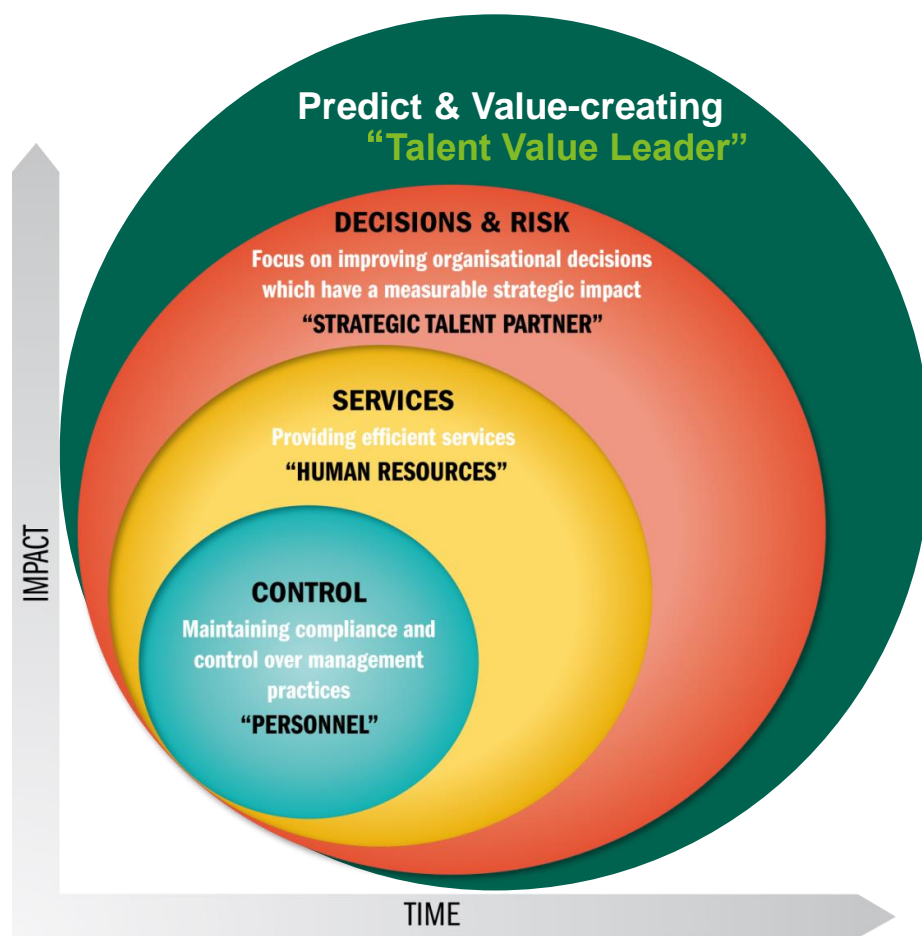 Predict & Value-creating
“Talent Value Leader”
DECISIONS & RISK
Focus on improving organisational decisions
which have a measurable strategic impact
“STRATEGIC TALENT PARTNER”
SERVICES
Providing efficient services
“HUMAN RESOURCES”
CONTROL
Maintaining compliance and
control over management
practices
“PERSONNEL”
IMPACT
TIME